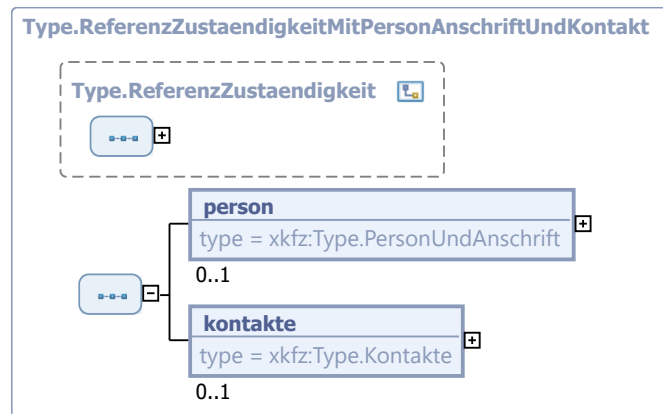 Type.ReferenzZustaendigkeitMitPersonAnschriftUndKontakt
Type.ReferenzZustaendigkeit
person
type = xkfz:Type.PersonUndAnschrift
0..1
kontakte
type = xkfz:Type.Kontakte
0..1